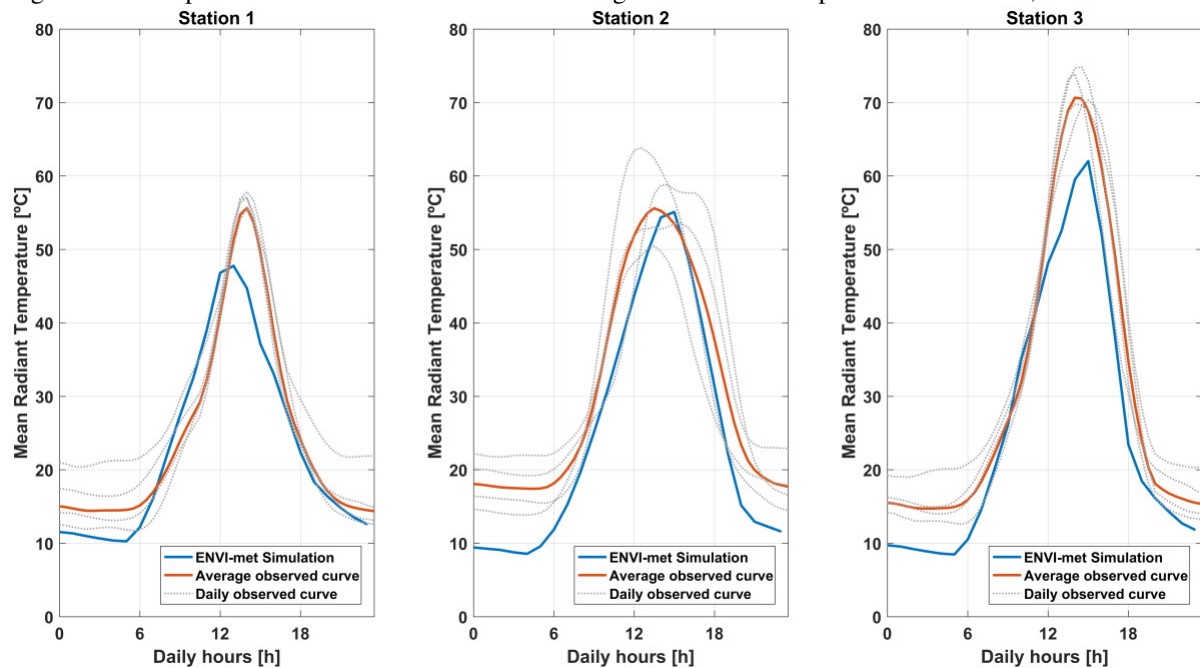 Station 1
80
70
60
50
40
30
20
10
0
Mean Radiant Temperature [ºC]
ENVI-met Simulation
Average observed curve
Daily observed curve
0 6 12 18
Daily hours [h]
Station 2
80
70
60
50
40
30
20
10
0
Mean Radiant Temperature [ºC]
ENVI-met Simulation
Average observed curve
Daily observed curve
0 6 12 18
Daily hours [h]
Station 3
80
70
60
50
40
30
20
10
0
Mean Radiant Temperature [ºC]
ENVI-met Simulation
Average observed curve
Daily observed curve
0 6 12 18
Daily hours [h]